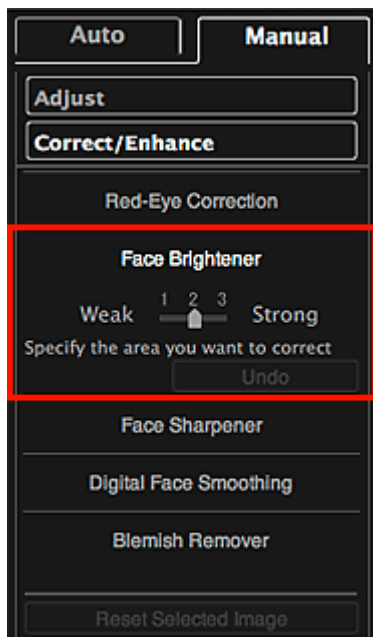 Auto Manual
Adjust
Correct/Enhance
Red-Eye Correction
Face Brightener
1 2 3
Weak Strong
Specify the area you want to correct
Undo
Face Sharpener
Digital Face Smoothing
Blemish Remover
Reset Selected Image